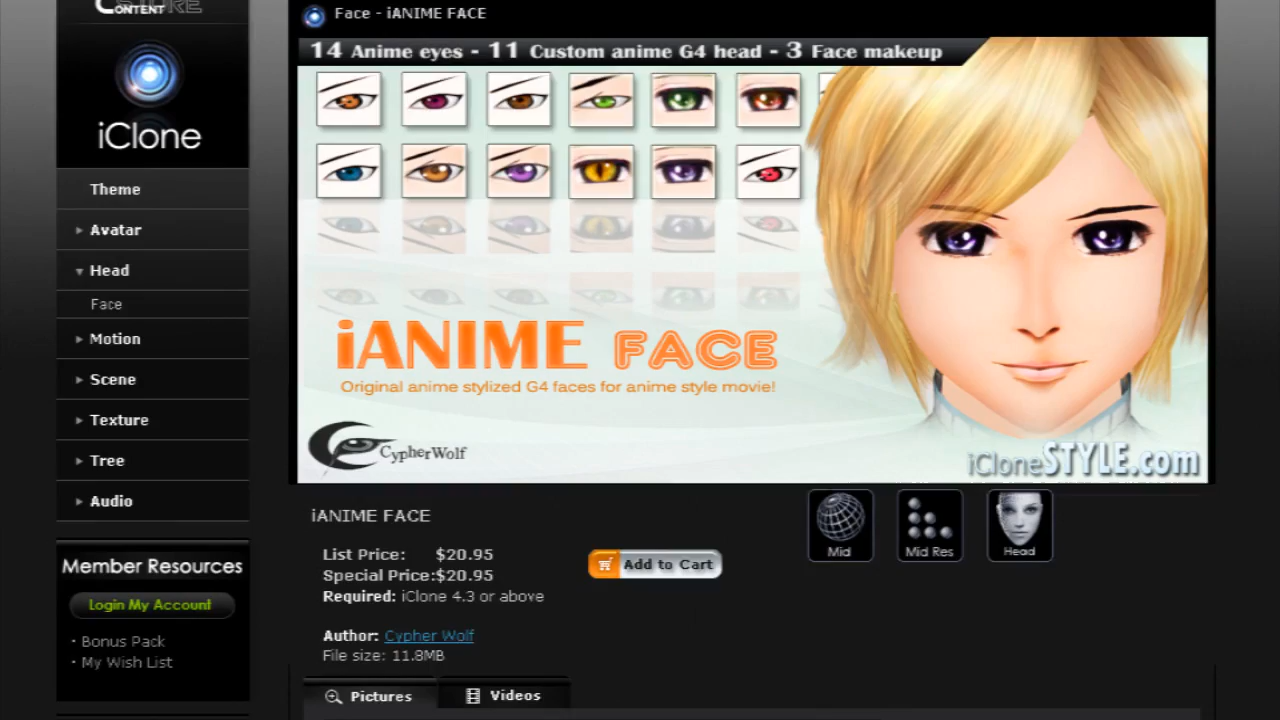 CONTENT STORE
iClone
Theme
Avatar
Head
Face
Motion
Scene
Texture
Tree
Audio
Member Resources
Login My Account
· Bonus Pack
· My Wish List
Face - iANIME FACE
14 Anime eyes - 11 Custom anime G4 head - 3 Face makeup
iANIME FACE
Original anime stylized G4 faces for anime style movie!
CypherWolf
iCloneSTYLE.com
iANIME FACE
List Price: $20.95
Special Price:$20.95
Required: iClone 4.3 or above
Author: Cypher Wolf
File size: 11.8MB
Add to Cart
Mid
Mid Res
Head
Pictures
Videos